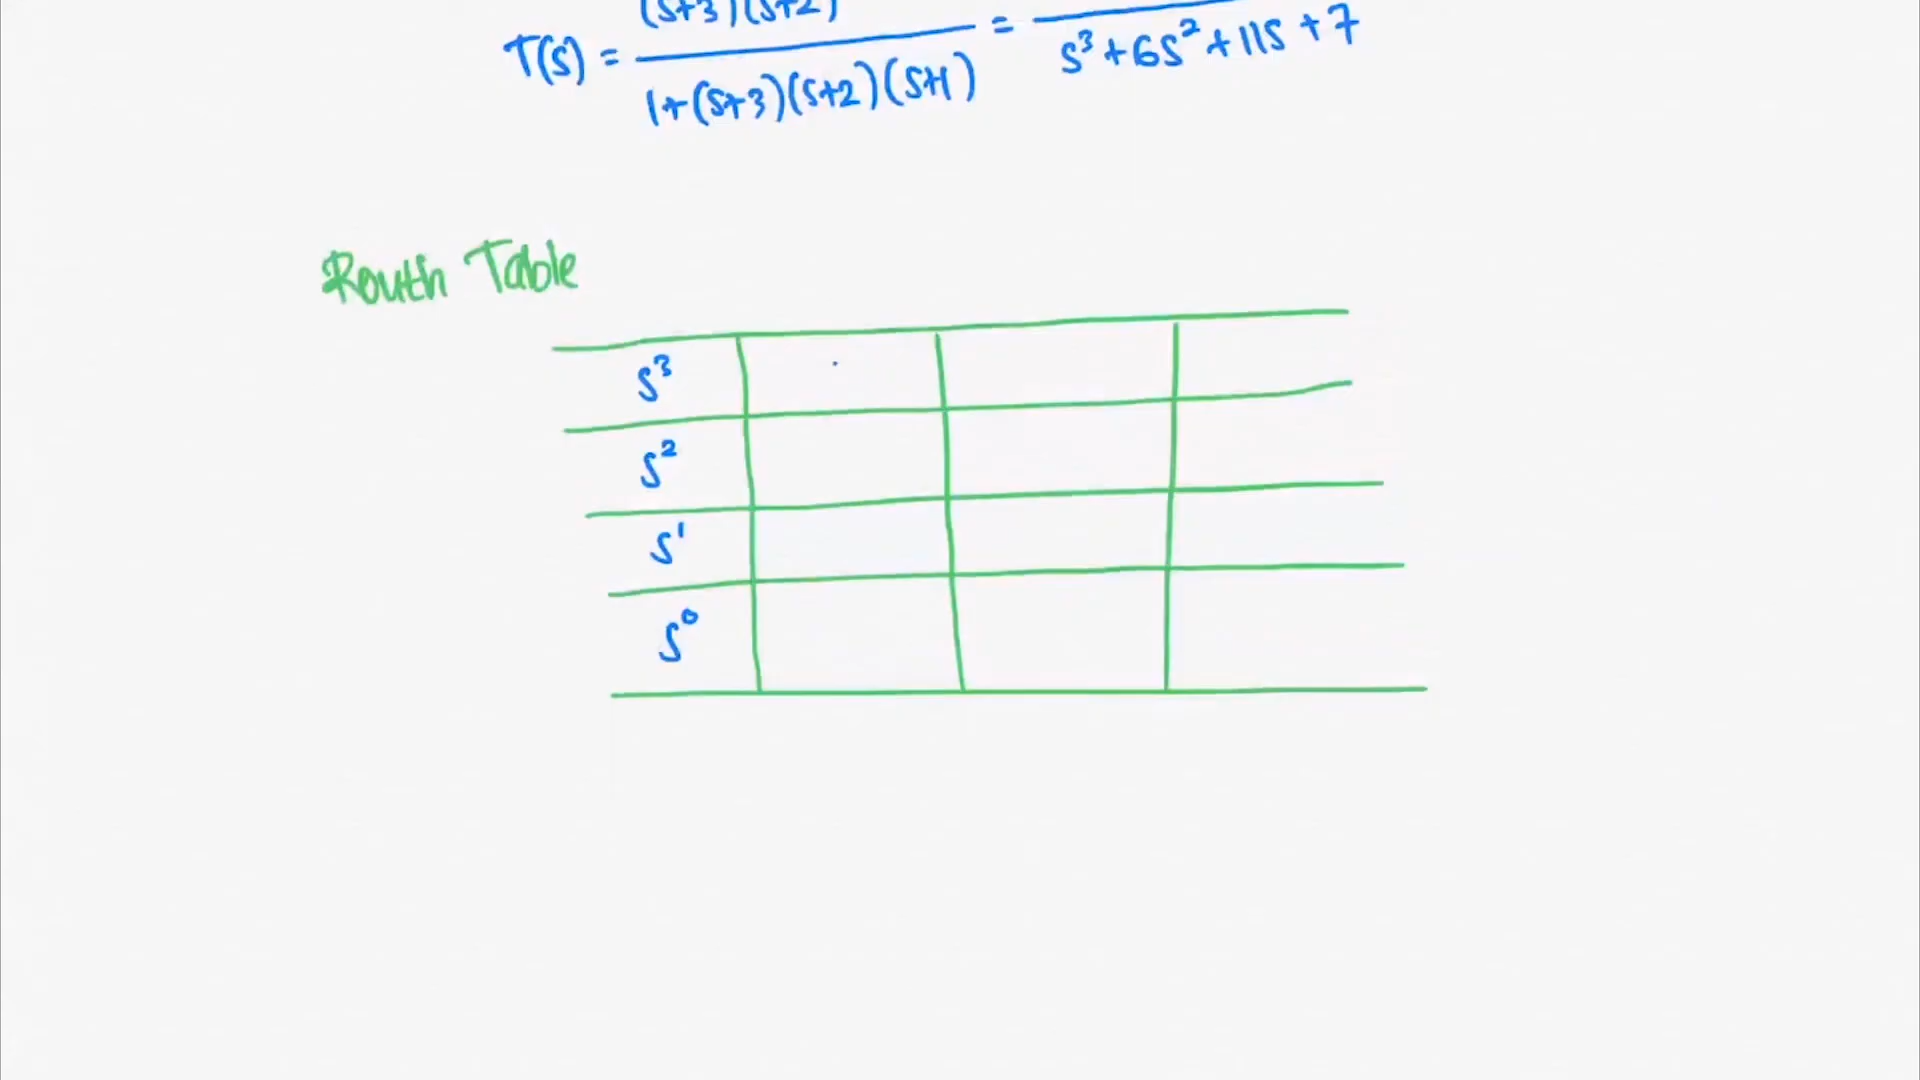 (s+3)(s+2)
T(s) = ———— = ————
1+(s+3)(s+2)(s+1)
s³+6s²+11s+7
Routh Table
s³
s²
s¹
s⁰